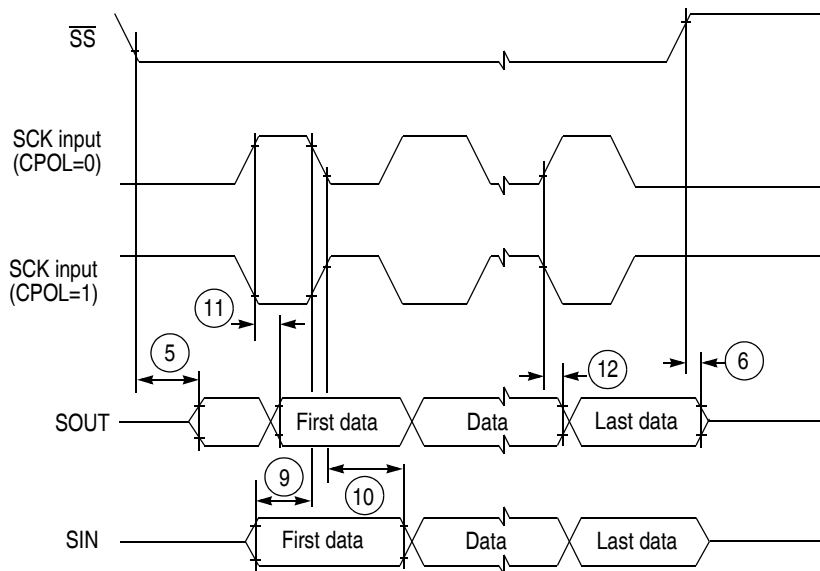 SS
SCK input
(CPOL=0)
SCK input
(CPOL=1)
11
5
12
6
SOUT
First data
Data
Last data
9
10
SIN
First data
Data
Last data